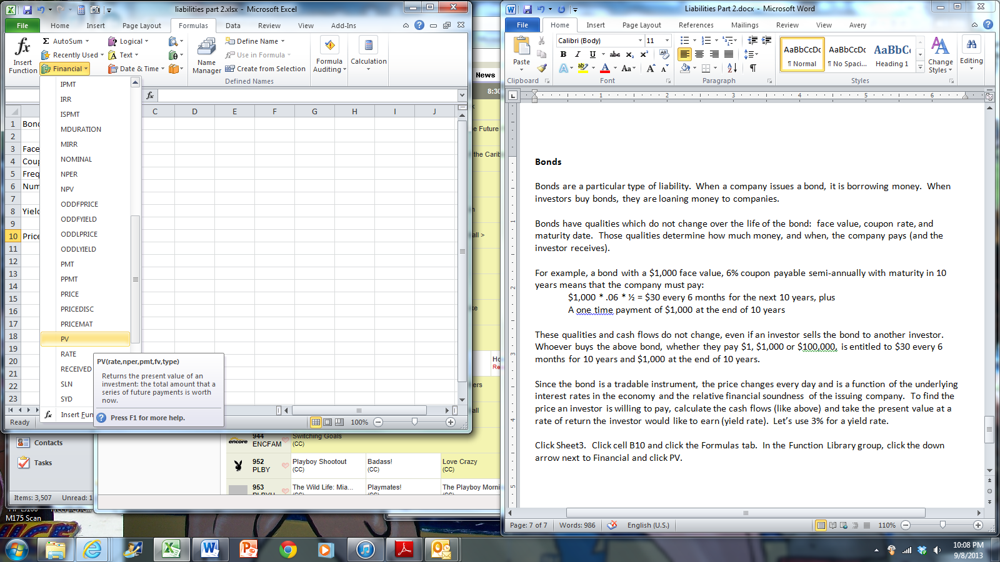 liabilities part 2.xlsx - Microsoft Excel
File Home Insert Page Layout Formulas Data Review View Add-Ins
fx
Insert
Function
Σ AutoSum
Recently Used
Financial
Logical
Text
Date & Time
Name
Manager
Define Name
Use in Formula
Create from Selection
Defined Names
Formula
Auditing
Calculation
fx
C D E F G H I J
1 Bond
2
3 Face
4 Coup
5 Freq
6 Num
7
8 Yield
9
10 Price
11
12
13
14
15
16
17
18
19
20
21
22
23
IPMT
IRR
ISPMT
MDURATION
MIRR
NOMINAL
NPER
NPV
ODDFPRICE
ODDFYIELD
ODDLPRICE
ODDLYIELD
PMT
PPMT
PRICE
PRICEDISC
PRICEMAT
PV
RATE
RECEIVED
SLN
SYD
fx Insert Fun
PV(rate,nper,pmt,fv,type)
Returns the present value of an
investment: the total amount that a
series of future payments is worth
now.
Press F1 for more help.
Ready
100%
News
8:30
e Future
the Carib
all >
Ho
Re
ers
all
Contacts
Tasks
Items: 3,507 Unread: 1
M175 Scan
encore
944
ENCFAM
Switching Goals
(CC)
952
PLBY
Playboy Shootout
(CC)
Badass!
(CC)
Love Crazy
(CC)
953
The Wild Life: Mia...
Playmates!
The Playboy Morni
Liabilities Part 2.docx - Microsoft Word
File Home Insert Page Layout References Mailings Review View Avery
Paste
Clipboard
Calibri (Body) 11
B I U abc x₂ x²
A ab A Aa A A
Font
Paragraph
AaBbCcDc
¶ Normal
AaBbCcDc
¶ No Spaci...
AaBbC
Heading 1
Styles
Change
Styles
Editing
1 2 3 4 5 6
Bonds
Bonds are a particular type of liability. When a company issues a bond, it is borrowing money. When
investors buy bonds, they are loaning money to companies.
Bonds have qualities which do not change over the life of the bond: face value, coupon rate, and
maturity date. Those qualities determine how much money, and when, the company pays (and the
investor receives).
For example, a bond with a $1,000 face value, 6% coupon payable semi-annually with maturity in 10
years means that the company must pay:
$1,000 * .06 * ½ = $30 every 6 months for the next 10 years, plus
A one time payment of $1,000 at the end of 10 years
These qualities and cash flows do not change, even if an investor sells the bond to another investor.
Whoever buys the above bond, whether they pay $1, $1,000 or $100,000, is entitled to $30 every 6
months for 10 years and $1,000 at the end of 10 years.
Since the bond is a tradable instrument, the price changes every day and is a function of the underlying
interest rates in the economy and the relative financial soundness of the issuing company. To find the
price an investor is willing to pay, calculate the cash flows (like above) and take the present value at a
rate of return the investor would like to earn (yield rate). Let's use 3% for a yield rate.
Click Sheet3. Click cell B10 and click the Formulas tab. In the Function Library group, click the down
arrow next to Financial and click PV.
Page: 7 of 7 Words: 986 English (U.S.) 110%
10:08 PM
9/8/2013